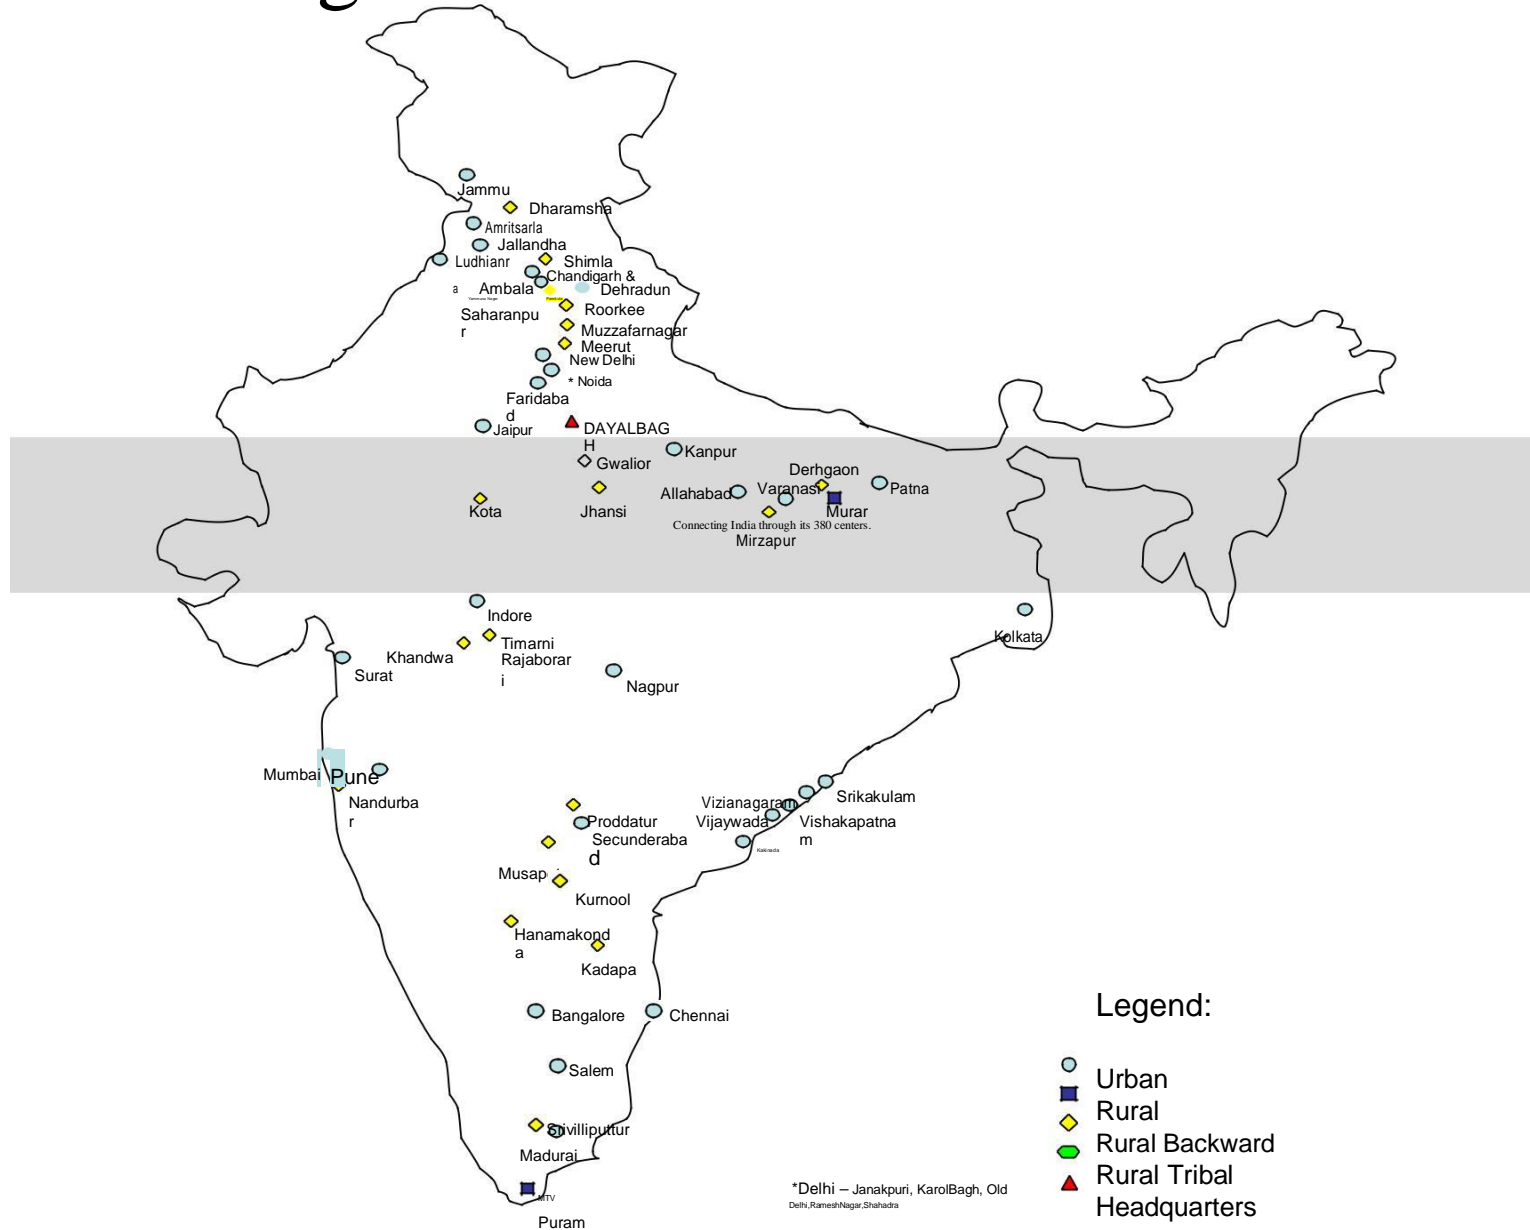 g
Jammu
Dharamsha
Amritsarla
Jallandha
Ludhianr
Shimla
Chandigarh &
a
Ambala
Dehradun
Yammuna Nager
Saharanpu
r
Roorkee
Muzzafarnagar
Meerut
New Delhi
* Noida
Faridaba
d
Jaipur
DAYALBAG
H
Kanpur
Gwalior
Derhgaon
Allahabad
Varanasi
Patna
Kota
Jhansi
Murar
Connecting India through its 380 centers.
Mirzapur
Indore
Kolkata
Khandwa
Timarni
Rajaborar
i
Surat
Nagpur
Mumbai
Pune
Nandurba
r
Srikakulam
Vizianagaram
Proddatur
Vijaywada
Vishakapatna
m
Secunderaba
d
Kakinada
Musap
Kurnool
Hanamakond
a
Kadapa
Bangalore
Chennai
Salem
Srivilliputtur
Madurai
MTV
Puram
Legend:
Urban
Rural
Rural Backward
Rural Tribal
Headquarters
*Delhi – Janakpuri, KarolBagh, Old
Delhi,RameshNagar,Shahadra